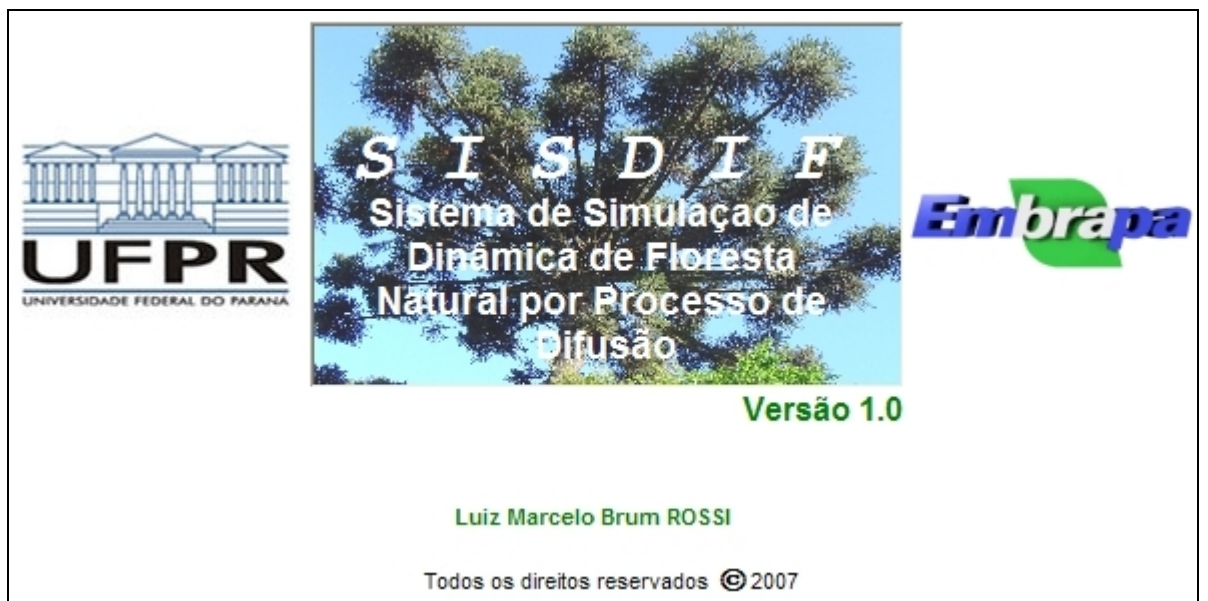 S I S D I F
Sistema de Simulaçao de
Dinâmica de Floresta
Natural por Processo de
Difusão
UFPR
UNIVERSIDADE FEDERAL DO PARANÁ
Embrapa
Versão 1.0
Luiz Marcelo Brum ROSSI
Todos os direitos reservados © 2007